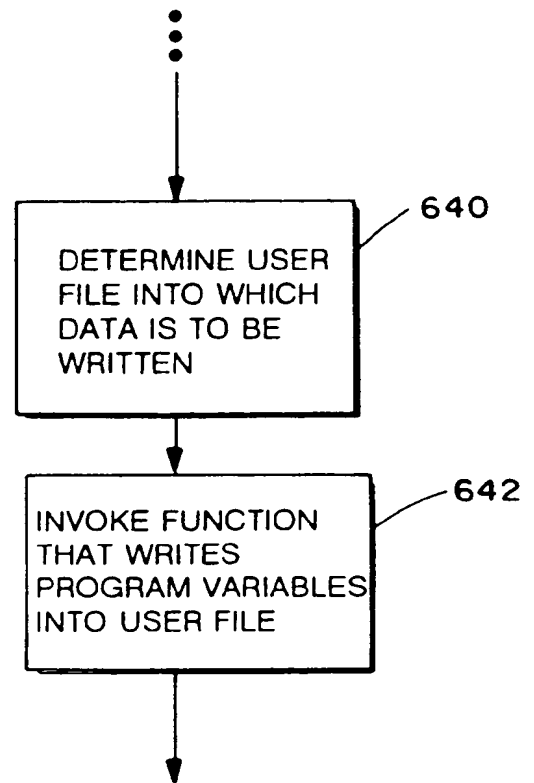 640
DETERMINE USER
FILE INTO WHICH
DATA IS TO BE
WRITTEN
642
INVOKE FUNCTION
THAT WRITES
PROGRAM VARIABLES
INTO USER FILE